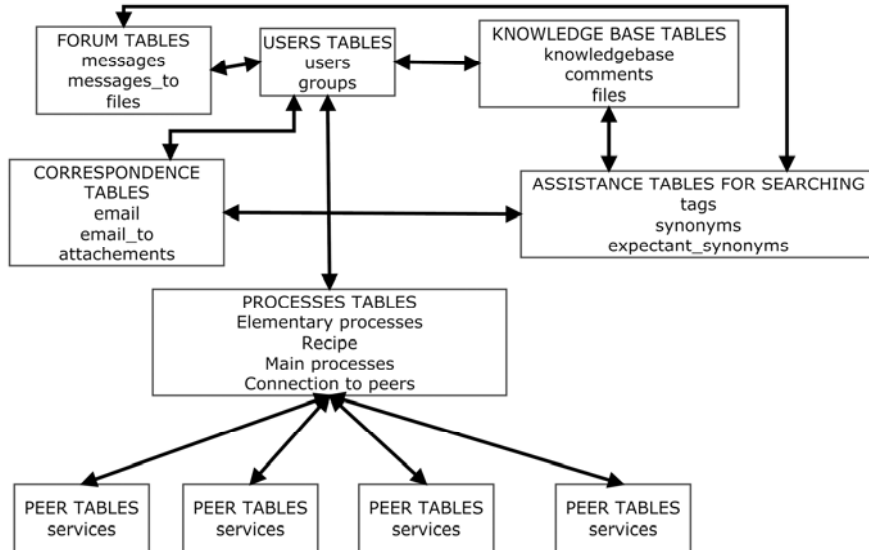 FORUM TABLES
messages
messages_to
files
USERS TABLES
users
groups
KNOWLEDGE BASE TABLES
knowledgebase
comments
files
CORRESPONDENCE
TABLES
email
email_to
attachements
ASSISTANCE TABLES FOR SEARCHING
tags
synonyms
expectant_synonyms
PROCESSES TABLES
Elementary processes
Recipe
Main processes
Connection to peers
PEER TABLES
services
PEER TABLES
services
PEER TABLES
services
PEER TABLES
services